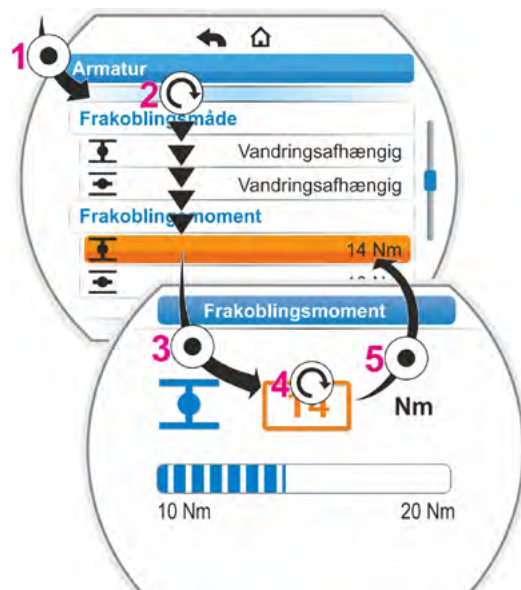 1
Armatur
2
Frakoblingsmåde
Vandringsafhængig
Vandringsafhængig
Frakoblingsmoment
14 Nm
Frakoblingsmoment
3
4
5
14
Nm
10 Nm
20 Nm